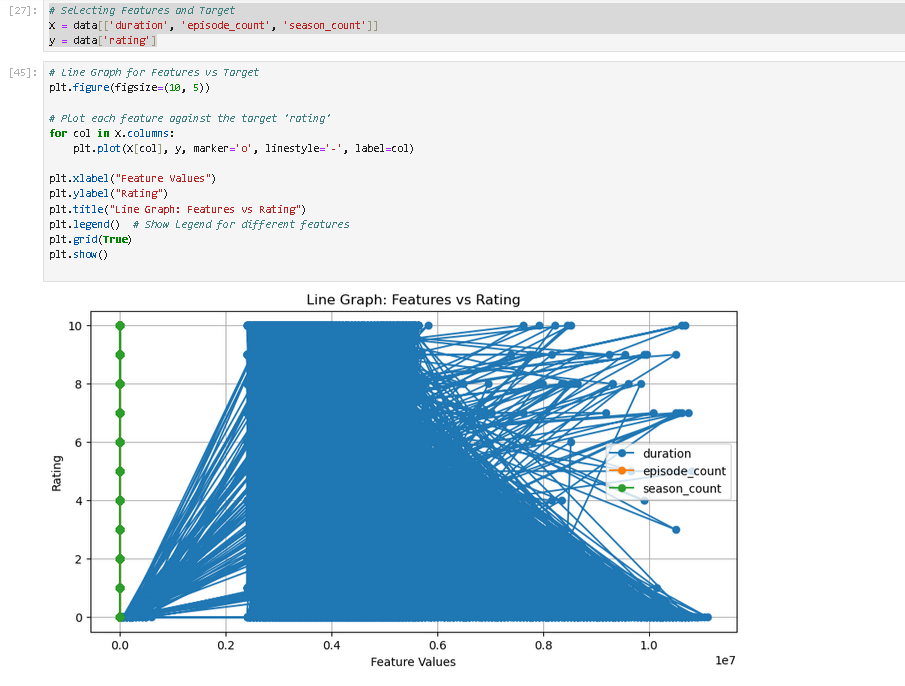 [27]: # Selecting Features and Target
X = data[['duration', 'episode_count', 'season_count']]
y = data['rating']
[45]: # Line Graph for Features vs Target
plt.figure(figsize=(10, 5))
# Plot each feature against the target 'rating'
for col in X.columns:
    plt.plot(X[col], y, marker='o', linestyle='-', label=col)
plt.xlabel("Feature Values")
plt.ylabel("Rating")
plt.title("Line Graph: Features vs Rating")
plt.legend()  # Show Legend for different features
plt.grid(True)
plt.show()
Line Graph: Features vs Rating
10
8
6
4
2
0
Rating
duration
episode_count
season_count
0.0 0.2 0.4 0.6 0.8 1.0
1e7
Feature Values